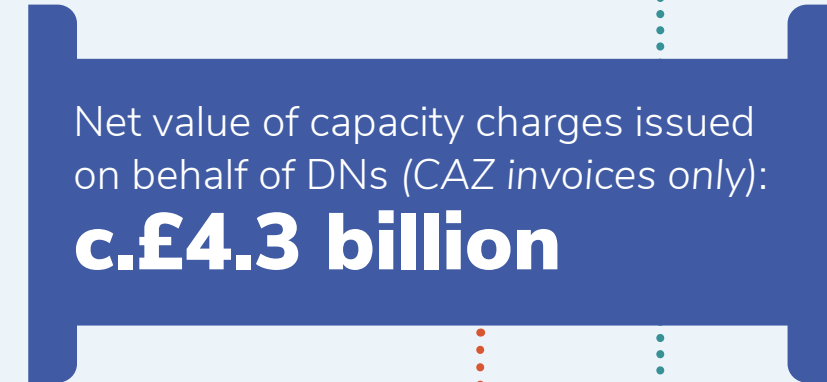 Net value of capacity charges issued
on behalf of DNs (CAZ invoices only):
c.£4.3 billion